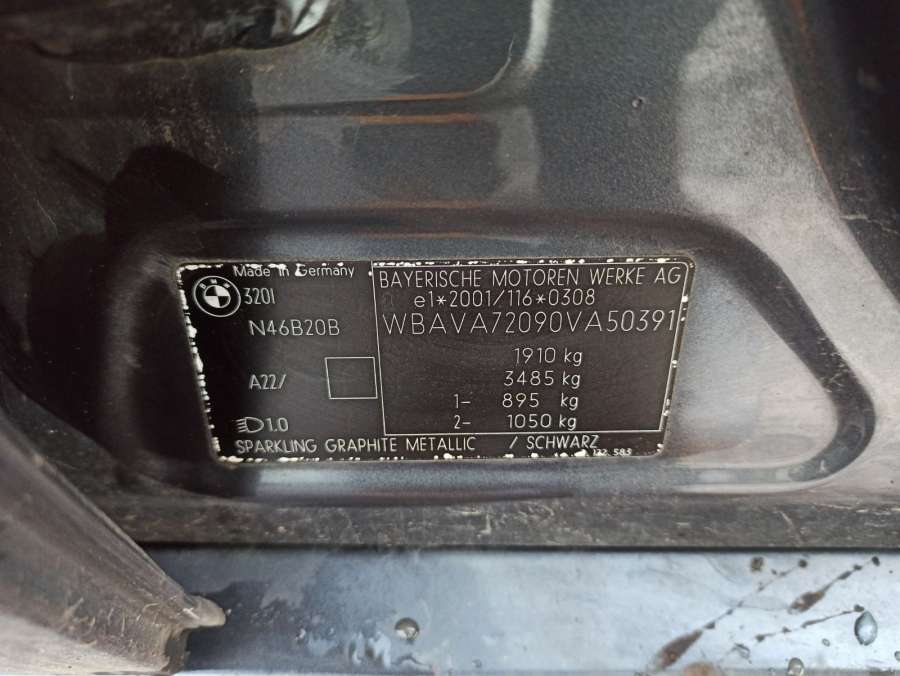 Made in Germany
BMW
320I
N46B20B
A22/
1.0
BAYERISCHE MOTOREN WERKE AG
e1*2001/116*0308
WBAVA72090VA50391
1910 kg
3485 kg
1- 895 kg
2- 1050 kg
SPARKLING GRAPHITE METALLIC / SCHWARZ